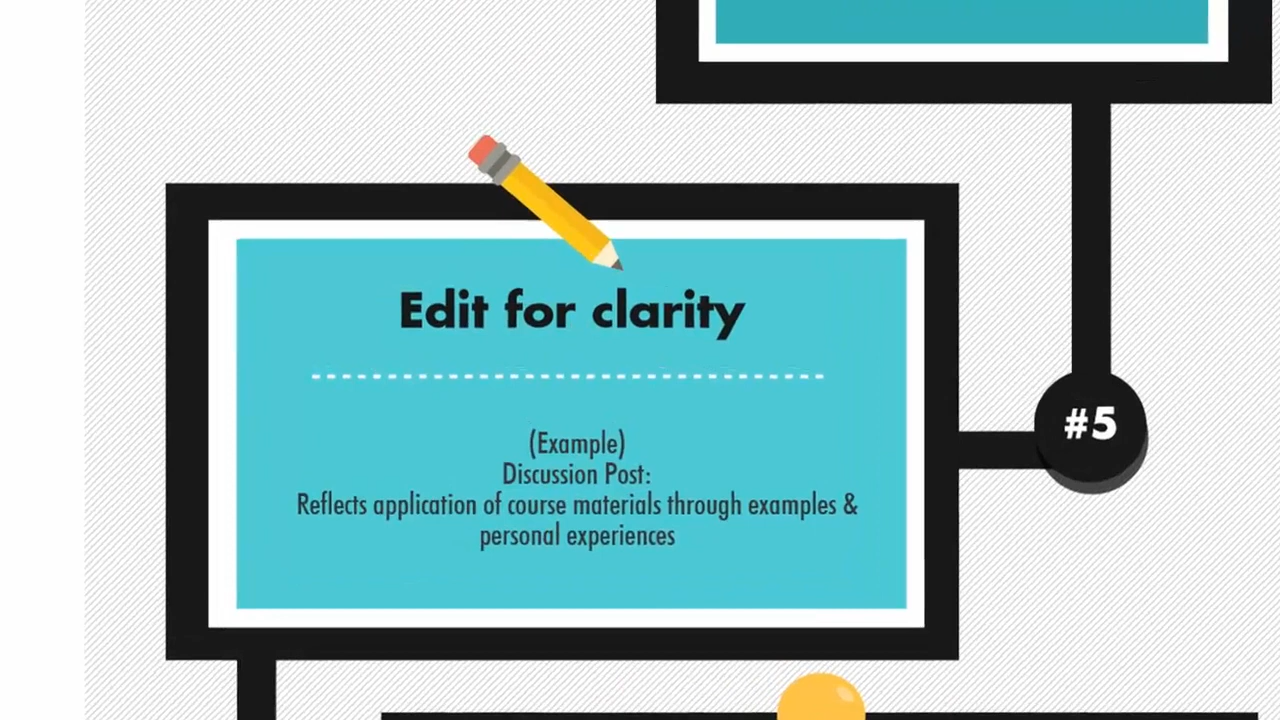 Edit for clarity
#5
(Example)
Discussion Post:
Reflects application of course materials through examples &
personal experiences